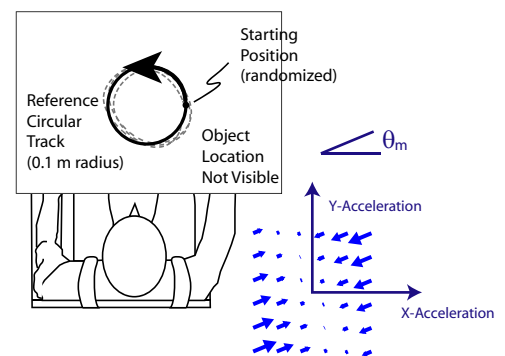 Starting
Position
(randomized)
Reference
Circular
Track
(0.1 m radius)
Object
Location
Not Visible
θm
Y-Acceleration
X-Acceleration